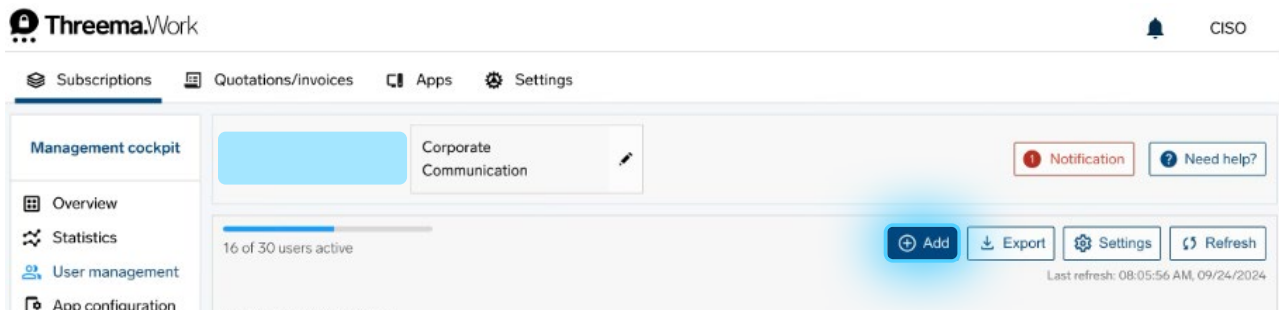 Threema.Work
CISO
Subscriptions Quotations/invoices Apps Settings
Management cockpit
Corporate
Communication
1 Notification
? Need help?
Overview
Statistics
User management
App configuration
16 of 30 users active
Add Export Settings Refresh
Last refresh: 08:05:56 AM, 09/24/2024